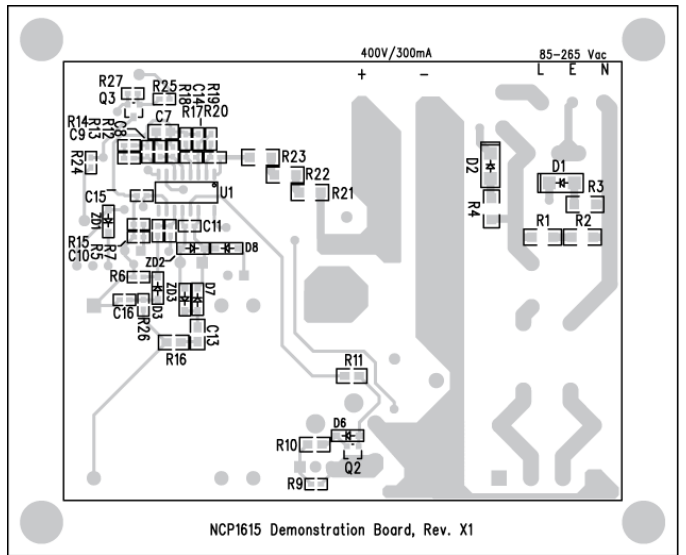 400V/300mA
85-265 Vac
+
-
L E N
R27
Q3
R25
R18
C14
R19
R17
R20
R14
C9
R13
R12
C8
C7
R24
R23
R22
R21
C15
U1
ZD1
C11
R15
C10
R5
R7
ZD2
D8
R6
D3
ZD3
D7
C16
R26
C13
R16
R11
D2
R4
D1
R3
R1
R2
D6
R10
Q2
R9
NCP1615 Demonstration Board, Rev. X1